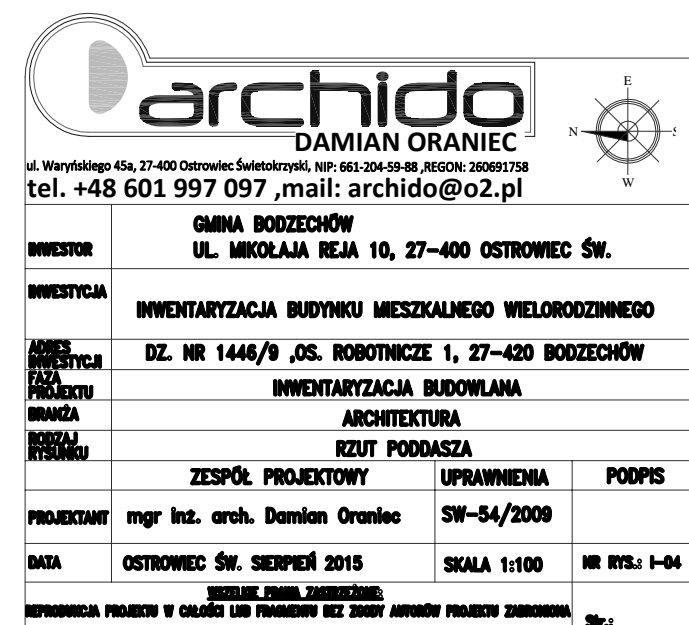 archido
DAMIAN ORANIEC
ul. Waryńskiego 45a, 27-400 Ostrowiec Świetokrzyski, NIP: 661-204-59-88 ,REGON: 260691758
tel. +48 601 997 097 ,mail: archido@o2.pl
E
N S
W
GMINA BODZECHÓW
INWESTOR UL. MIKOŁAJA REJA 10, 27-400 OSTROWIEC ŚW.
INWESTYCJA
INWENTARYZACJA BUDYNKU MIESZKALNEGO WIELORODZINNEGO
ADRES
INWESTYCJI DZ. NR 1446/9 ,OS. ROBOTNICZE 1, 27-420 BODZECHÓW
FAZA
PROJEKTU INWENTARYZACJA BUDOWLANA
BRANŻA ARCHITEKTURA
RODZAJ
RYSUNKU RZUT PODDASZA
ZESPÓŁ PROJEKTOWY UPRAWNIENIA PODPIS
PROJEKTANT mgr inż. arch. Damian Oraniec SW-54/2009
DATA OSTROWIEC ŚW. SIERPIEŃ 2015 SKALA 1:100 NR RYS.: I-04
WSZELKIE PRAWA ZASTRZEŻONE:
REPRODUKCJA PROJEKTU W CAŁOŚCI LUB FRAGMENTU BEZ ZGODY AUTORÓW PROJEKTU ZABRONIONA
Str.: